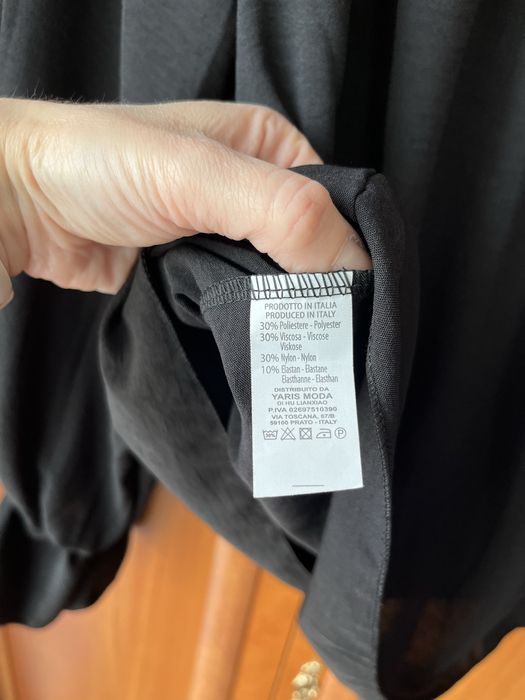 PRODOTTO IN ITALIA
PRODUCED IN ITALY
30% Poliestere - Polyester
30% Viscosa - Viscose
Viskose
30% Nylon - Nylon
10% Elastan - Elastane
Elasthanne - Elasthan
DISTRIBUITO DA
YARIS MODA
DI HU LIANXIAO
P.IVA 02697510390
VIA TOSCANA, 67/B
59100 PRATO - ITALY
30°
P